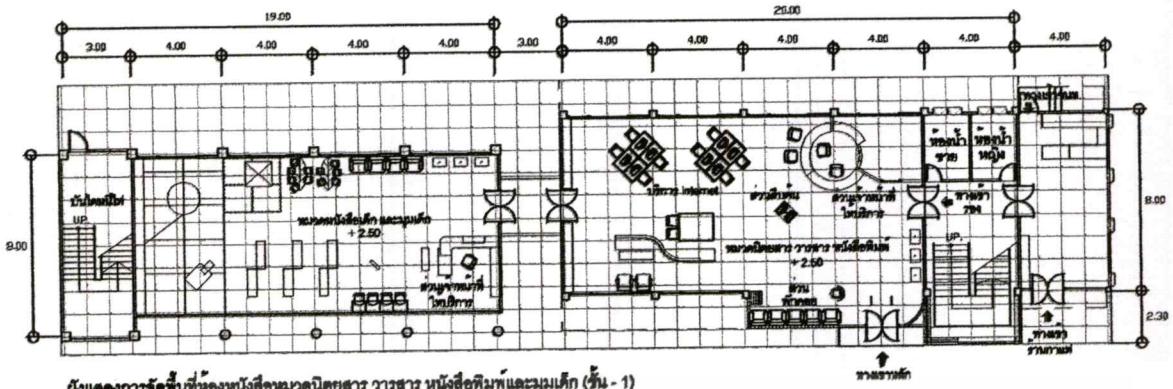 19.00
20.00
3.00 4.00 4.00 4.00 4.00 3.00 4.00 4.00 4.00 4.00 4.00 4.00
ทางเข้า
ห้องน้ำ
ชาย
ห้องน้ำ
หญิง
บริการ Internet
ส่วนสืบค้น
ส่วนเจ้าหน้าที่
ให้บริการ
ทางเข้า
รอง
บันไดหนีไฟ
UP.
หมวดหนังสือเด็ก และมุมเด็ก
+ 2.50
ส่วนเจ้าหน้าที่
ให้บริการ
หมวดนิตยสาร วารสาร หนังสือพิมพ์
+ 2.50
UP.
ส่วน
พักคอย
9.00
8.00
2.30
ทางเข้าหลัก
ทางเข้า
ร้านกาแฟ
ผังแสดงการจัดพื้นที่ห้องหนังสือหมวดนิตยสาร วารสาร หนังสือพิมพ์และมุมเด็ก (ชั้น - 1)